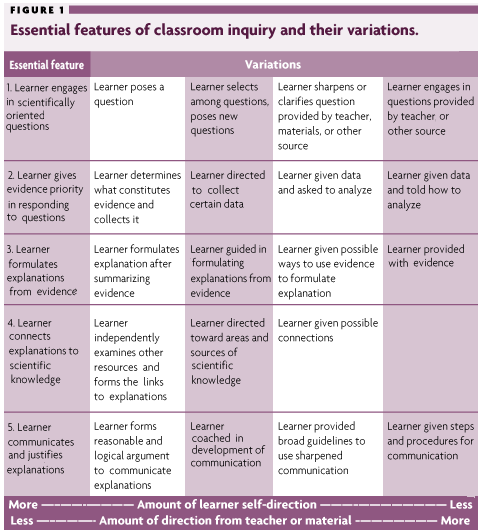 FIGURE 1
Essential features of classroom inquiry and their variations.
Essential feature
Variations
1. Learner engages
in scientifically
oriented
questions
Learner poses a
question
Learner selects
among questions,
poses new
questions
Learner sharpens or
clarifies question
provided by teacher,
materials, or other
source
Learner engages in
questions provided
by teacher or
other source
2. Learner gives
evidence priority
in responding
to questions
Learner determines
what constitutes
evidence and
collects it
Learner directed
to collect
certain data
Learner given data
and asked to analyze
Learner given data
and told how to
analyze
3. Learner
formulates
explanations
from evidence
Learner formulates
explanation after
summarizing
evidence
Learner guided in
formulating
explanations from
evidence
Learner given possible
ways to use evidence
to formulate
explanation
Learner provided
with evidence
4. Learner
connects
explanations to
scientific
knowledge
Learner
independently
examines other
resources and
forms the links
to explanations
Learner directed
toward areas and
sources of
scientific
knowledge
Learner given possible
connections
5. Learner
communicates
and justifies
explanations
Learner forms
reasonable and
logical argument
to communicate
explanations
Learner
coached in
development of
communication
Learner provided
broad guidelines to
use sharpened
communication
Learner given steps
and procedures for
communication
More —————— Amount of learner self-direction —————————— Less
Less —————— Amount of direction from teacher or material —————— More